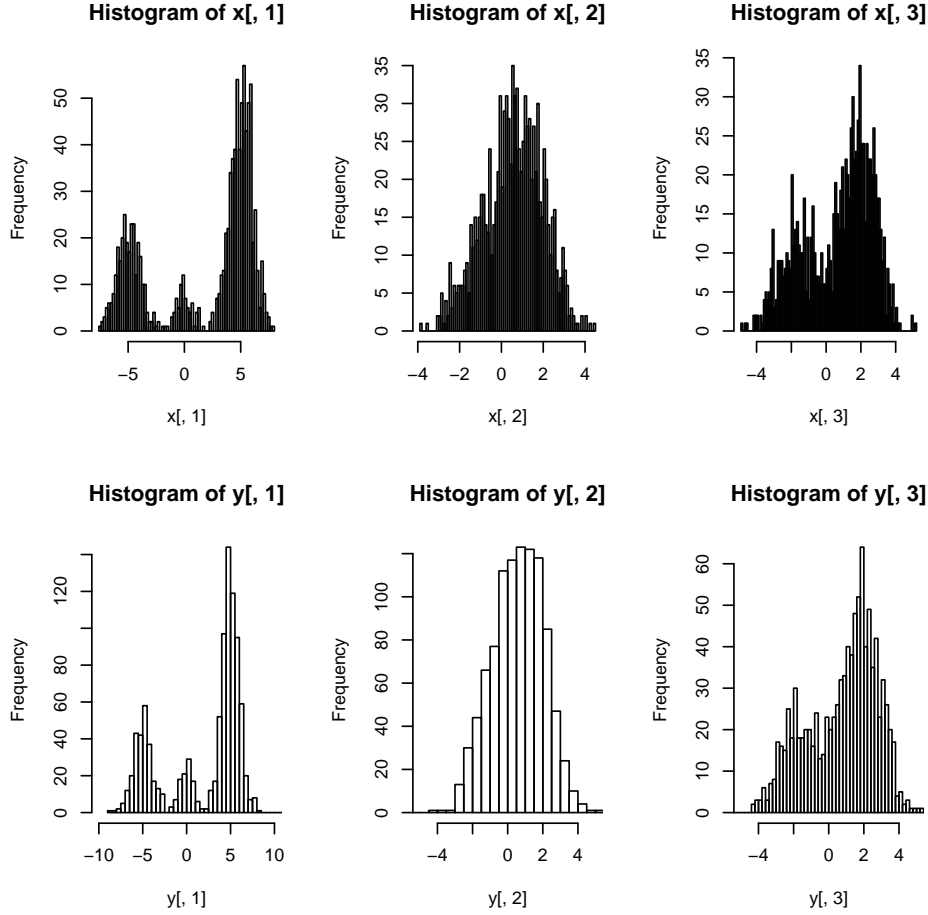 Histogram of x[, 1]
Frequency
0 10 20 30 40 50
−5 0 5
x[, 1]
Histogram of x[, 2]
Frequency
0 5 10 15 20 25 30 35
−4 −2 0 2 4
x[, 2]
Histogram of x[, 3]
Frequency
0 5 10 15 20 25 30 35
−4 0 2 4
x[, 3]
Histogram of y[, 1]
Frequency
0 20 40 60 80 120
−10 −5 0 5 10
y[, 1]
Histogram of y[, 2]
Frequency
0 20 40 60 80 100
−4 0 2 4
y[, 2]
Histogram of y[, 3]
Frequency
0 10 20 30 40 50 60
−4 0 2 4
y[, 3]